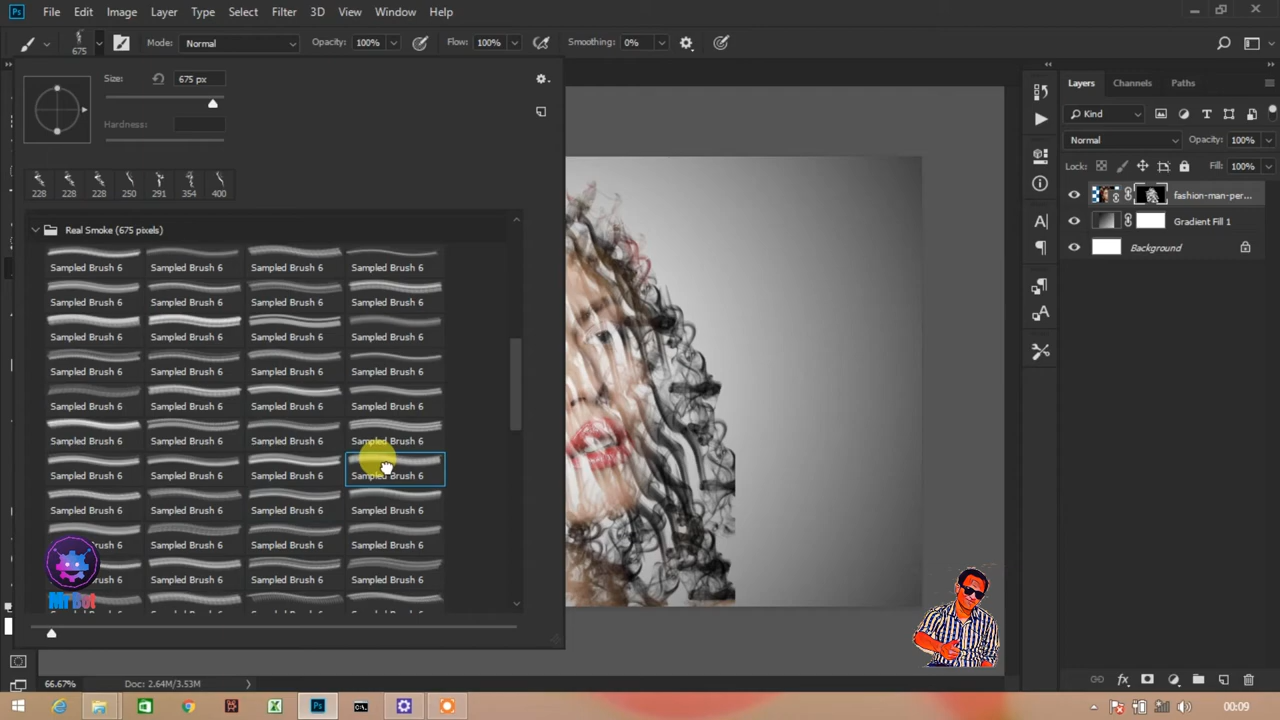 Ps File Edit Image Layer Type Select Filter 3D View Window Help
675 Mode: Normal Opacity: 100% Flow: 100% Smoothing: 0%
Size: 675 px
Hardness:
228 228 228 250 291 354 400
Real Smoke (675 pixels)
Sampled Brush 6 Sampled Brush 6 Sampled Brush 6 Sampled Brush 6
Sampled Brush 6 Sampled Brush 6 Sampled Brush 6 Sampled Brush 6
Sampled Brush 6 Sampled Brush 6 Sampled Brush 6 Sampled Brush 6
Sampled Brush 6 Sampled Brush 6 Sampled Brush 6 Sampled Brush 6
Sampled Brush 6 Sampled Brush 6 Sampled Brush 6 Sampled Brush 6
Sampled Brush 6 Sampled Brush 6 Sampled Brush 6 Sampled Brush 6
Sampled Brush 6 Sampled Brush 6 Sampled Brush 6 Sampled Brush 6
Sampled Brush 6 Sampled Brush 6 Sampled Brush 6 Sampled Brush 6
Brush 6 Sampled Brush 6 Sampled Brush 6 Sampled Brush 6
Brush 6 Sampled Brush 6 Sampled Brush 6 Sampled Brush 6
MrBot
Layers Channels Paths
Kind
Normal Opacity: 100%
Lock: Fill: 100%
fashion-man-per...
Gradient Fill 1
Background
66.67% Doc: 2.64M/3.53M
Ps 00:09